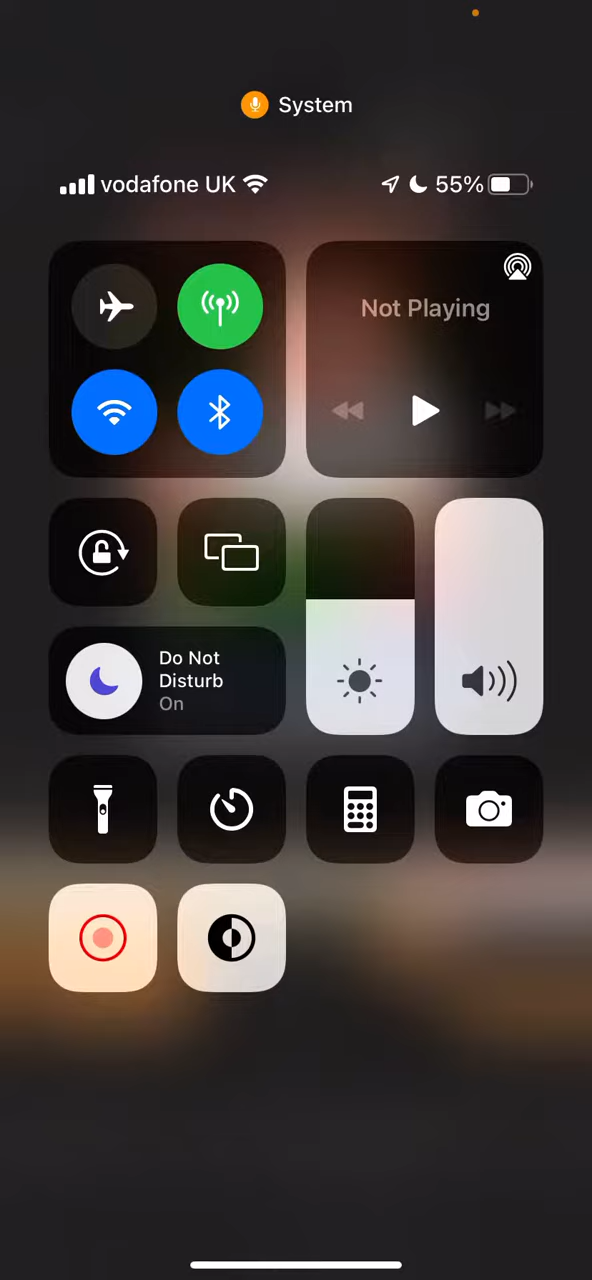 System
vodafone UK
55%
Not Playing
Do Not
Disturb
On